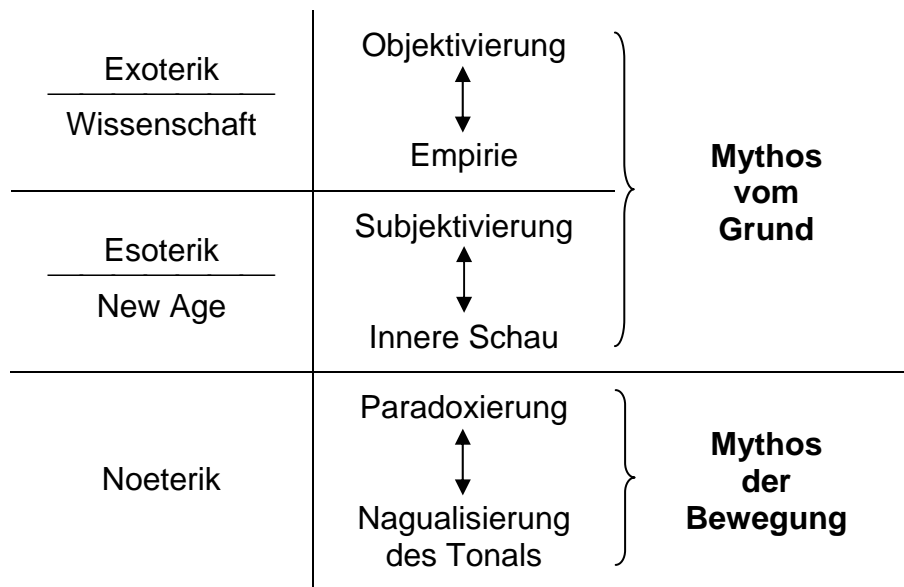 Exoterik
Wissenschaft
Objektivierung
Empirie
Esoterik
New Age
Subjektivierung
Innere Schau
Mythos
vom
Grund
Noeterik
Paradoxierung
Nagualisierung
des Tonals
Mythos
der
Bewegung